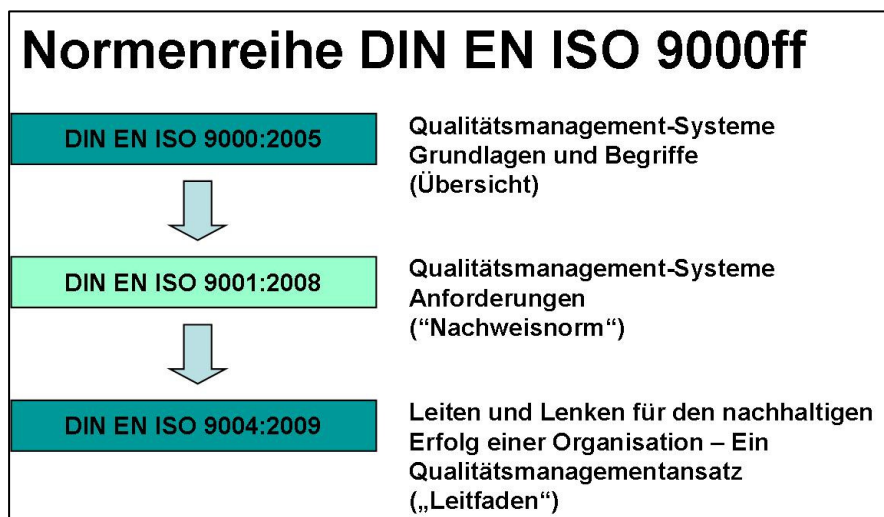 Normenreihe DIN EN ISO 9000ff
DIN EN ISO 9000:2005
Qualitätsmanagement-Systeme
Grundlagen und Begriffe
(Übersicht)
DIN EN ISO 9001:2008
Qualitätsmanagement-Systeme
Anforderungen
(“Nachweisnorm“)
DIN EN ISO 9004:2009
Leiten und Lenken für den nachhaltigen
Erfolg einer Organisation – Ein
Qualitätsmanagementansatz
(„Leitfaden“)